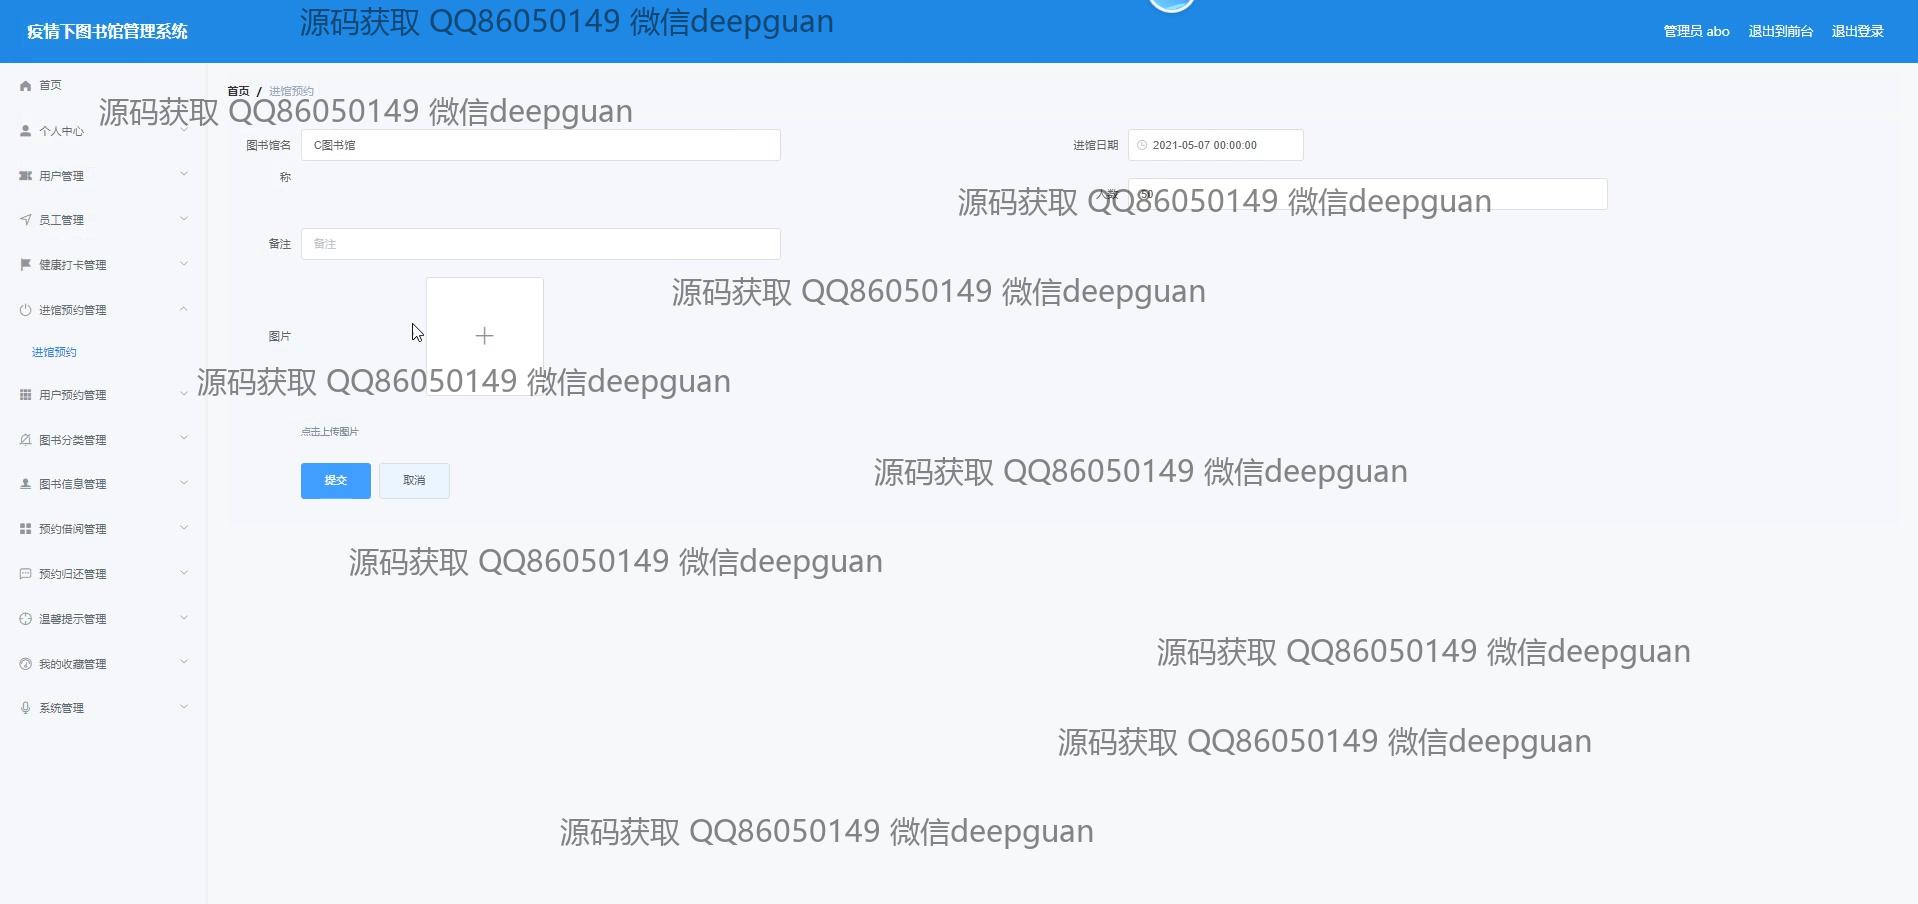 疫情下图书馆管理系统
源码获取 QQ86050149 微信deepguan
管理员 abo 退出到前台 退出登录
首页
个人中心
用户管理
员工管理
健康打卡管理
进馆预约管理
进馆预约
用户预约管理
图书分类管理
图书信息管理
预约借阅管理
预约归还管理
温馨提示管理
我的收藏管理
系统管理
首页 / 进馆预约
源码获取 QQ86050149 微信deepguan
图书馆名称 C图书馆
进馆日期 2021-05-07 00:00:00
人数 50
源码获取 QQ86050149 微信deepguan
备注 备注
源码获取 QQ86050149 微信deepguan
图片
源码获取 QQ86050149 微信deepguan
点击上传图片
提交 取消
源码获取 QQ86050149 微信deepguan
源码获取 QQ86050149 微信deepguan
源码获取 QQ86050149 微信deepguan
源码获取 QQ86050149 微信deepguan
源码获取 QQ86050149 微信deepguan